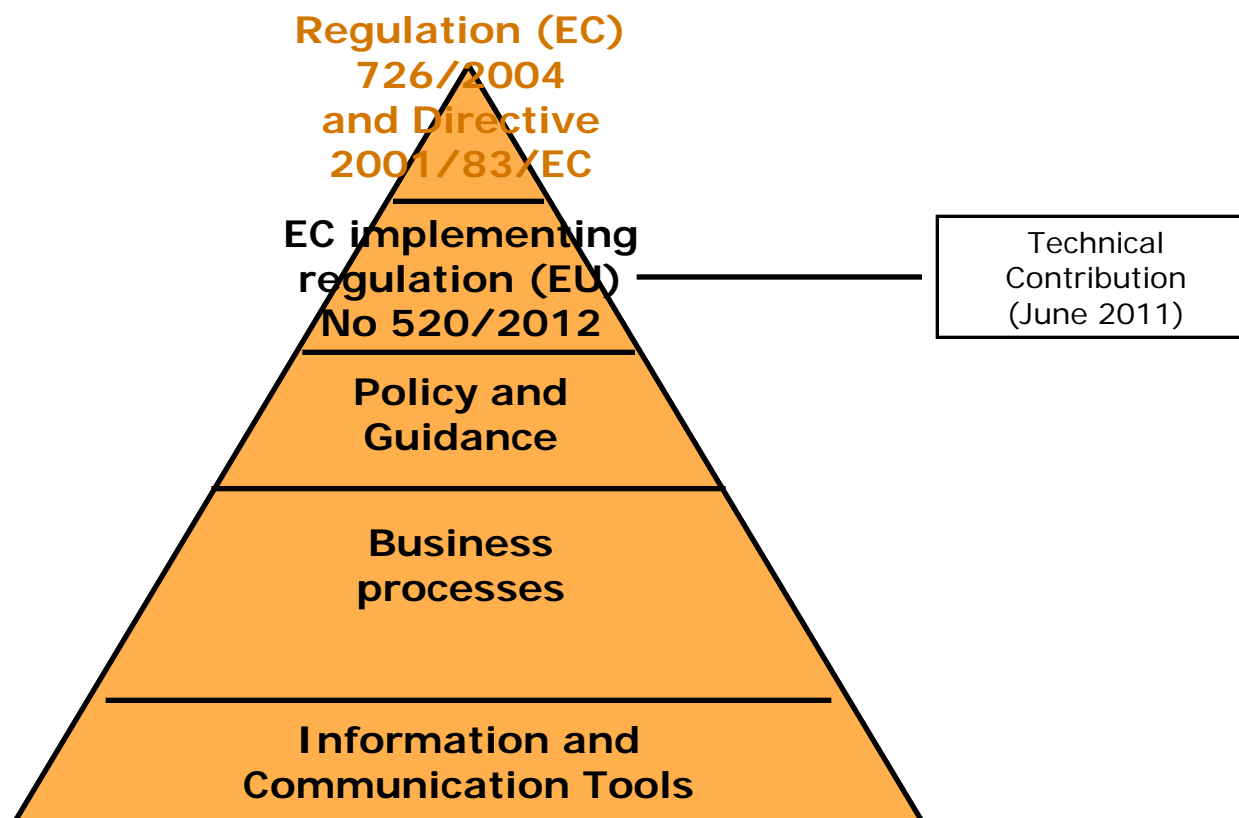 Regulation (EC)
726/2004
and Directive
2001/83/EC
EC implementing
regulation (EU)
No 520/2012
Technical
Contribution
(June 2011)
Policy and
Guidance
Business
processes
Information and
Communication Tools